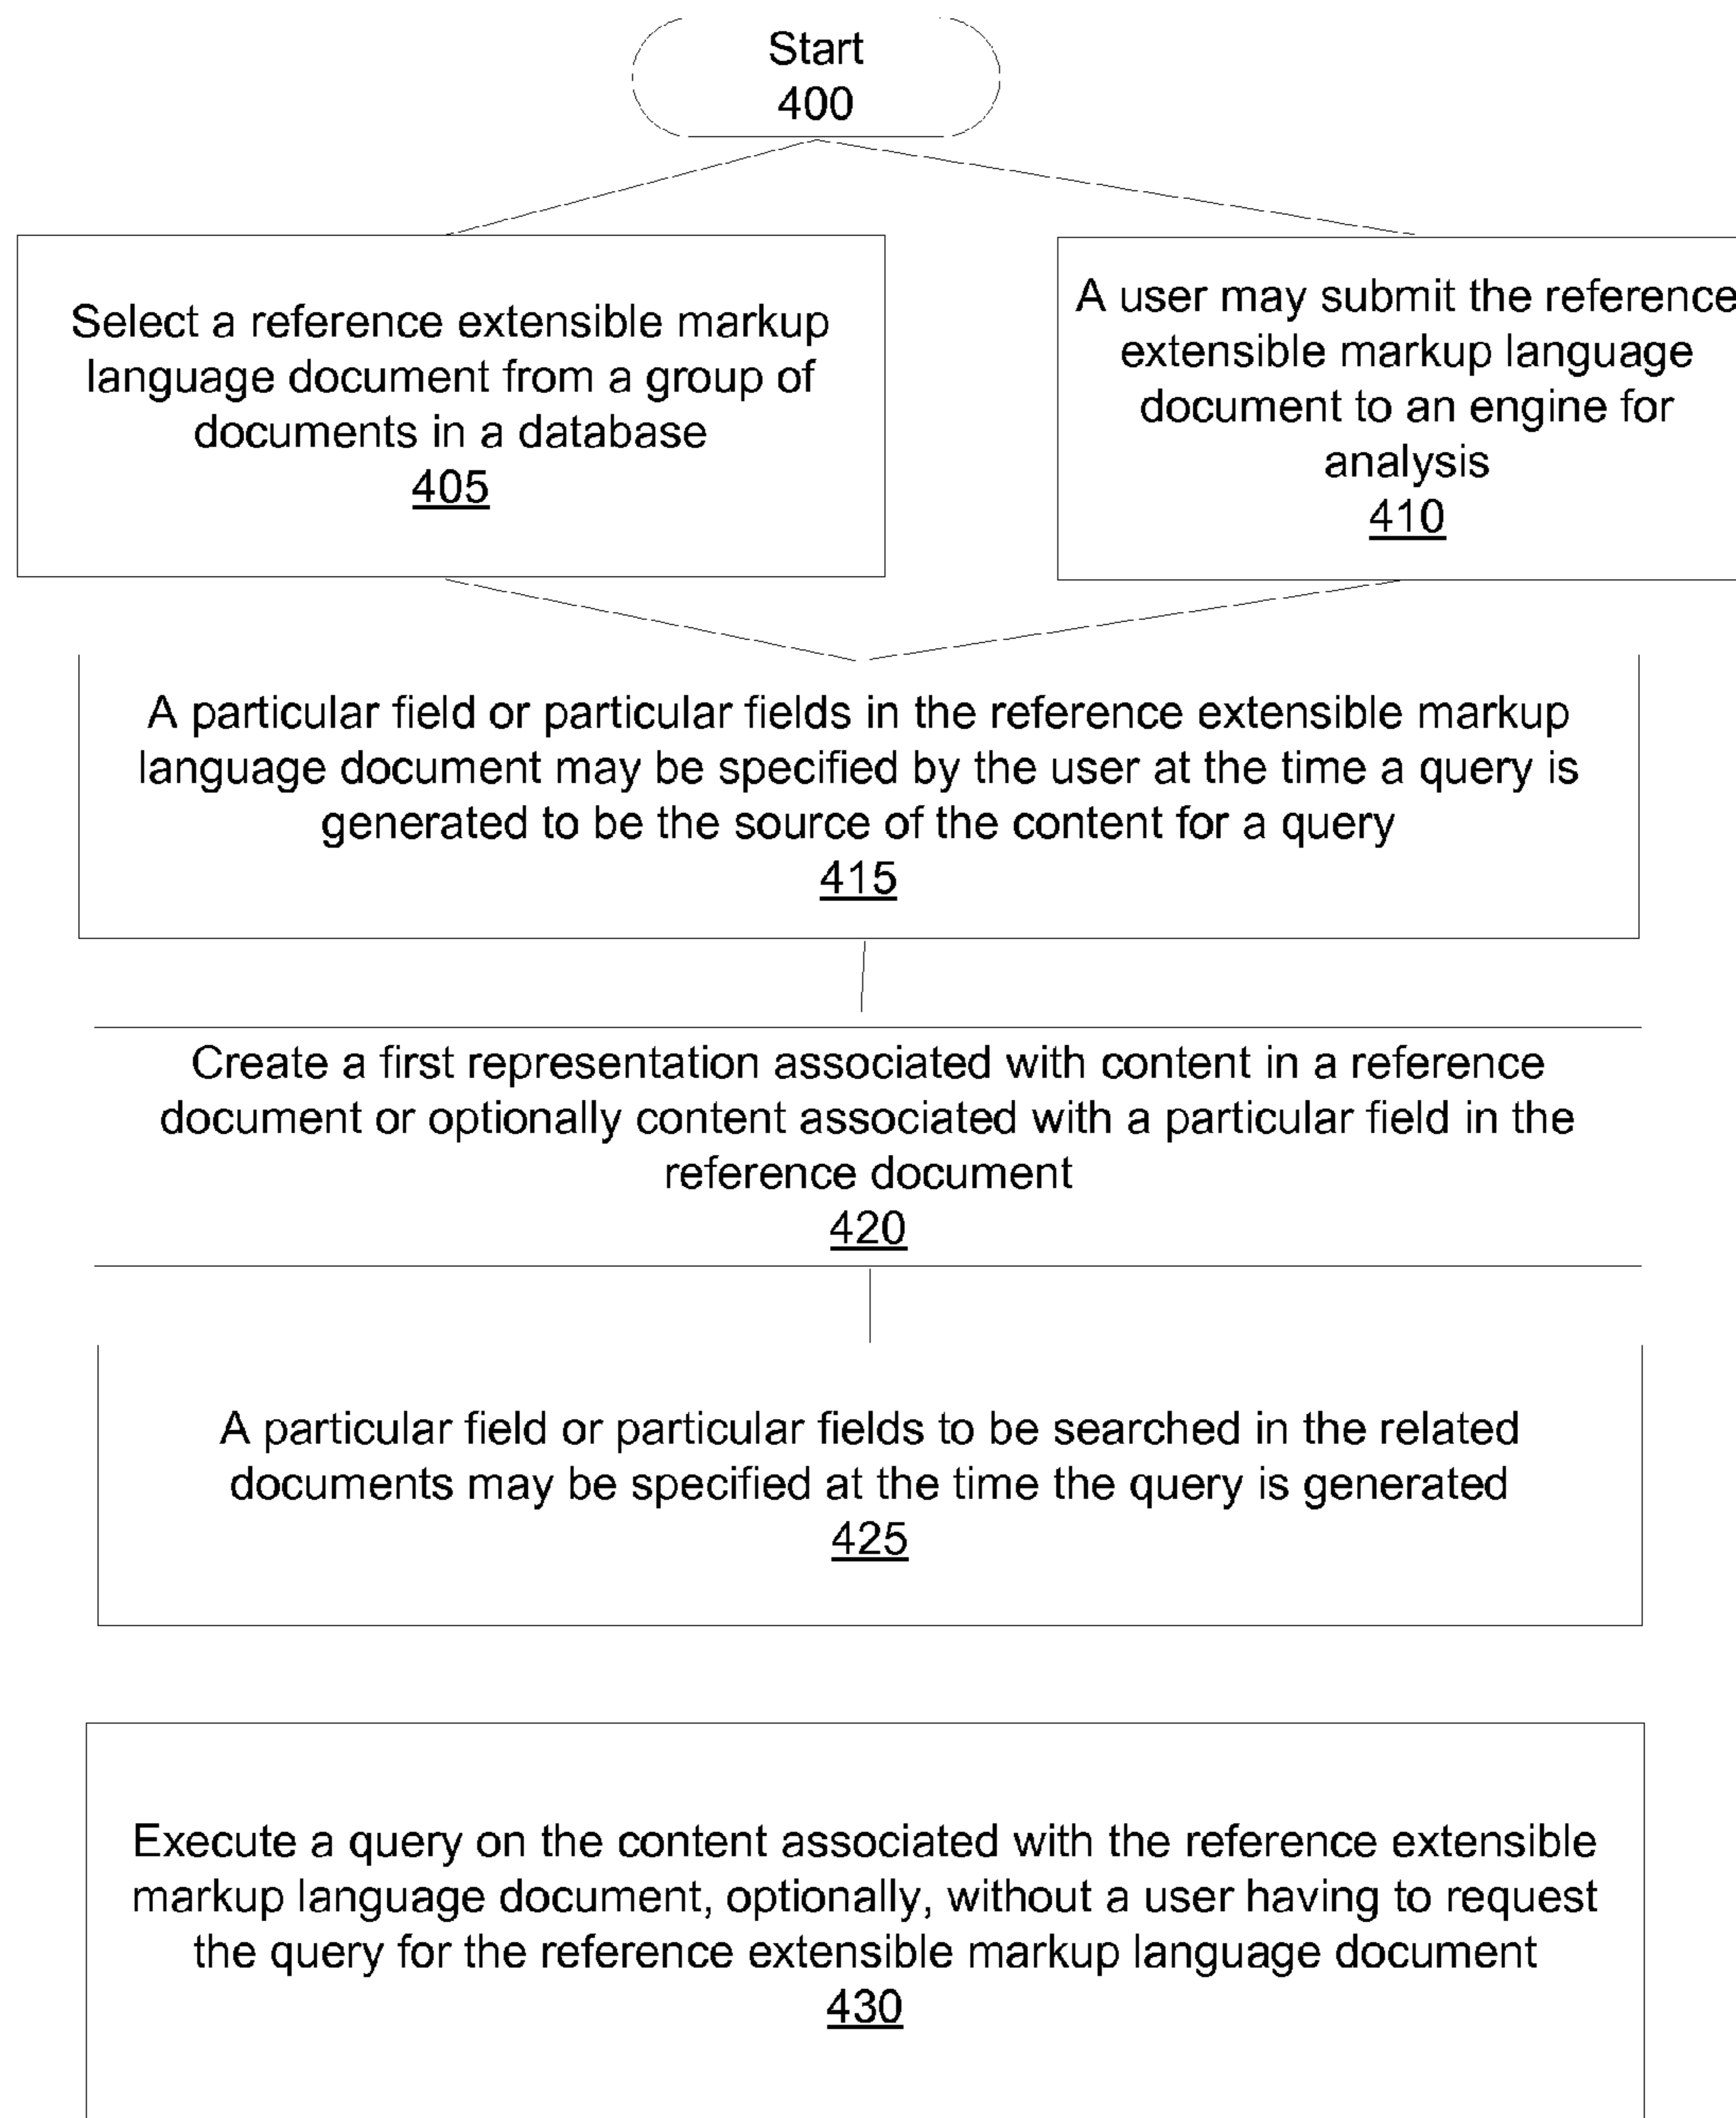 Start
400
Select a reference extensible markup
language document from a group of
documents in a database
405
A user may submit the reference
extensible markup language
document to an engine for
analysis
410
A particular field or particular fields in the reference extensible markup
language document may be specified by the user at the time a query is
generated to be the source of the content for a query
415
Create a first representation associated with content in a reference
document or optionally content associated with a particular field in the
reference document
420
A particular field or particular fields to be searched in the related
documents may be specified at the time the query is generated
425
Execute a query on the content associated with the reference extensible
markup language document, optionally, without a user having to request
the query for the reference extensible markup language document
430